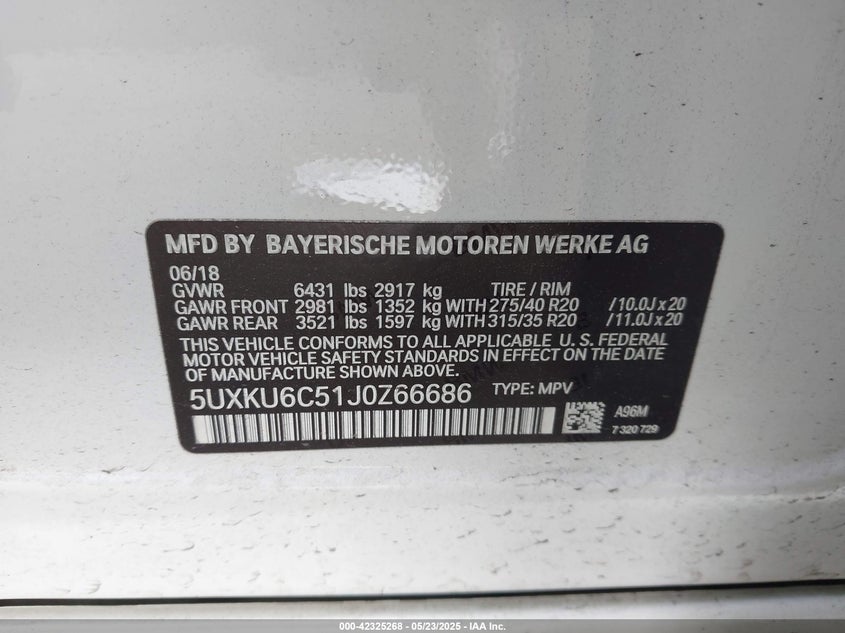 MFD BY BAYERISCHE MOTOREN WERKE AG
06/18
GVWR 6431 lbs 2917 kg TIRE / RIM
GAWR FRONT 2981 lbs 1352 kg WITH 275/40 R20 /10.0J x 20
GAWR REAR 3521 lbs 1597 kg WITH 315/35 R20 /11.0J x 20
THIS VEHICLE CONFORMS TO ALL APPLICABLE U. S. FEDERAL
MOTOR VEHICLE SAFETY STANDARDS IN EFFECT ON THE DATE
OF MANUFACTURE SHOWN ABOVE.
5UXKU6C51J0Z66686 TYPE: MPV
A96M
7 320 729
000-42325268 - 05/23/2025 - IAA Inc.